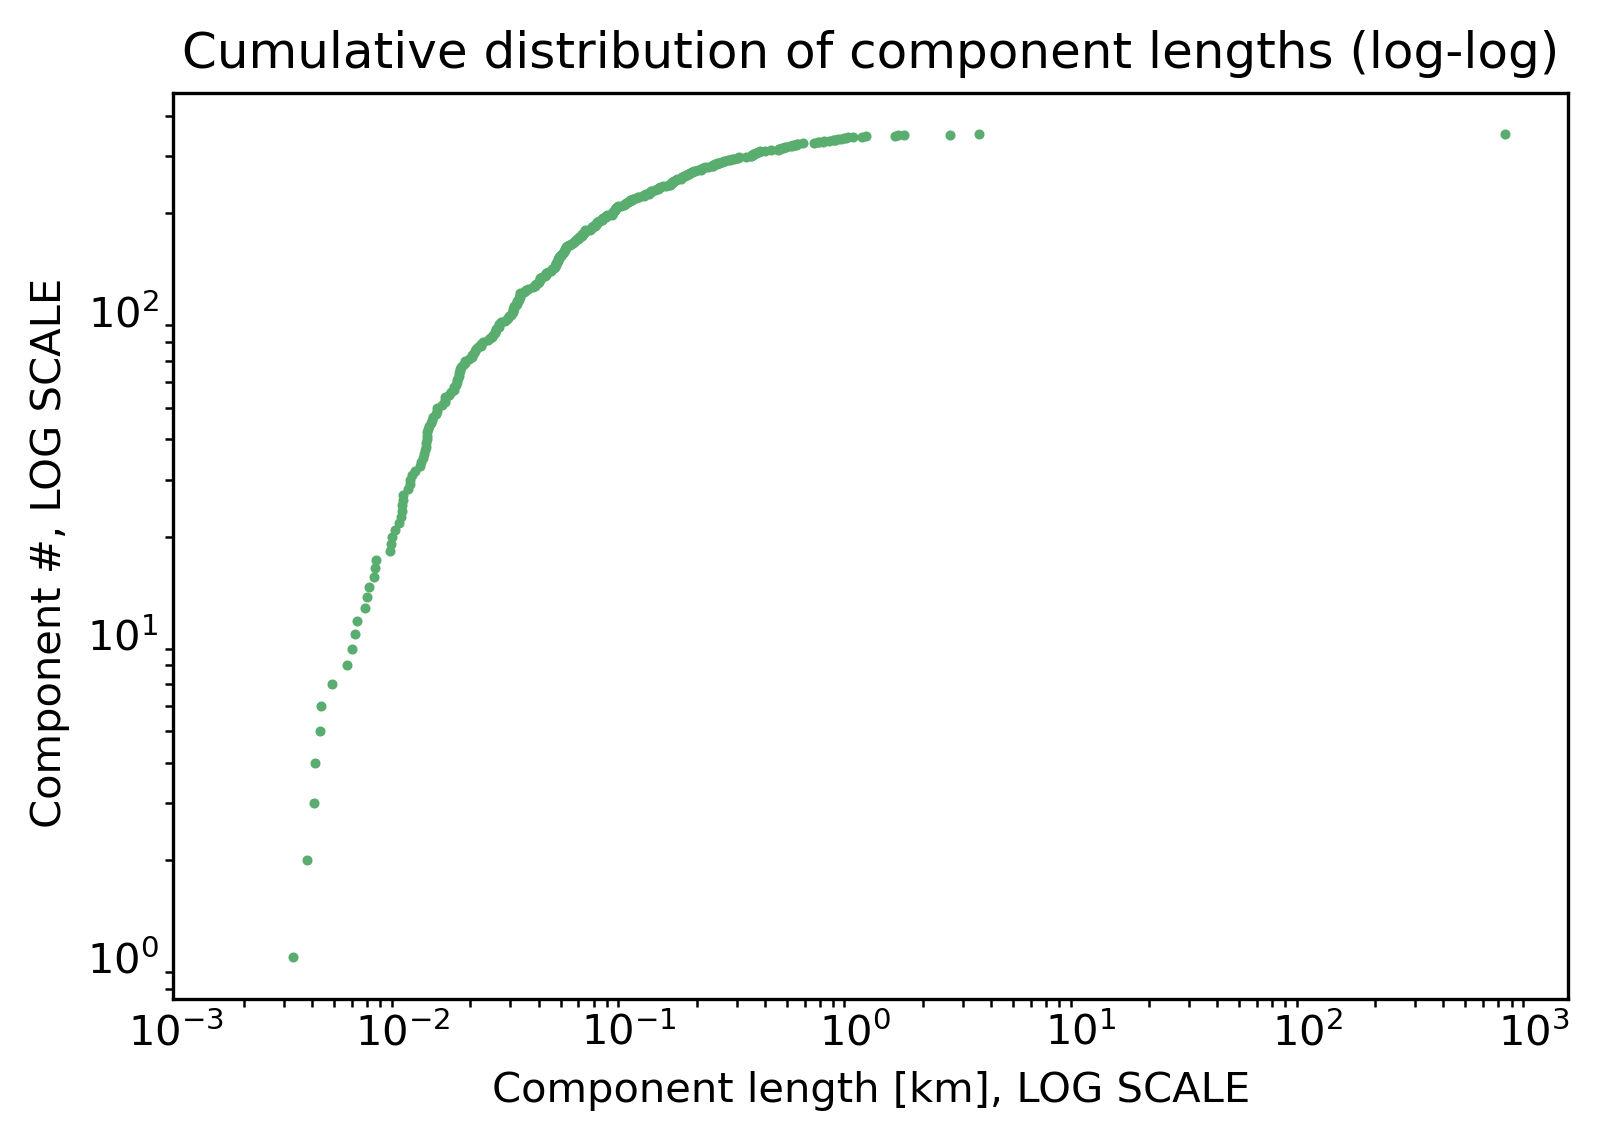 Cumulative distribution of component lengths (log-log)
Component #, LOG SCALE
10²
10¹
10⁰
10⁻³ 10⁻² 10⁻¹ 10⁰ 10¹ 10² 10³
Component length [km], LOG SCALE